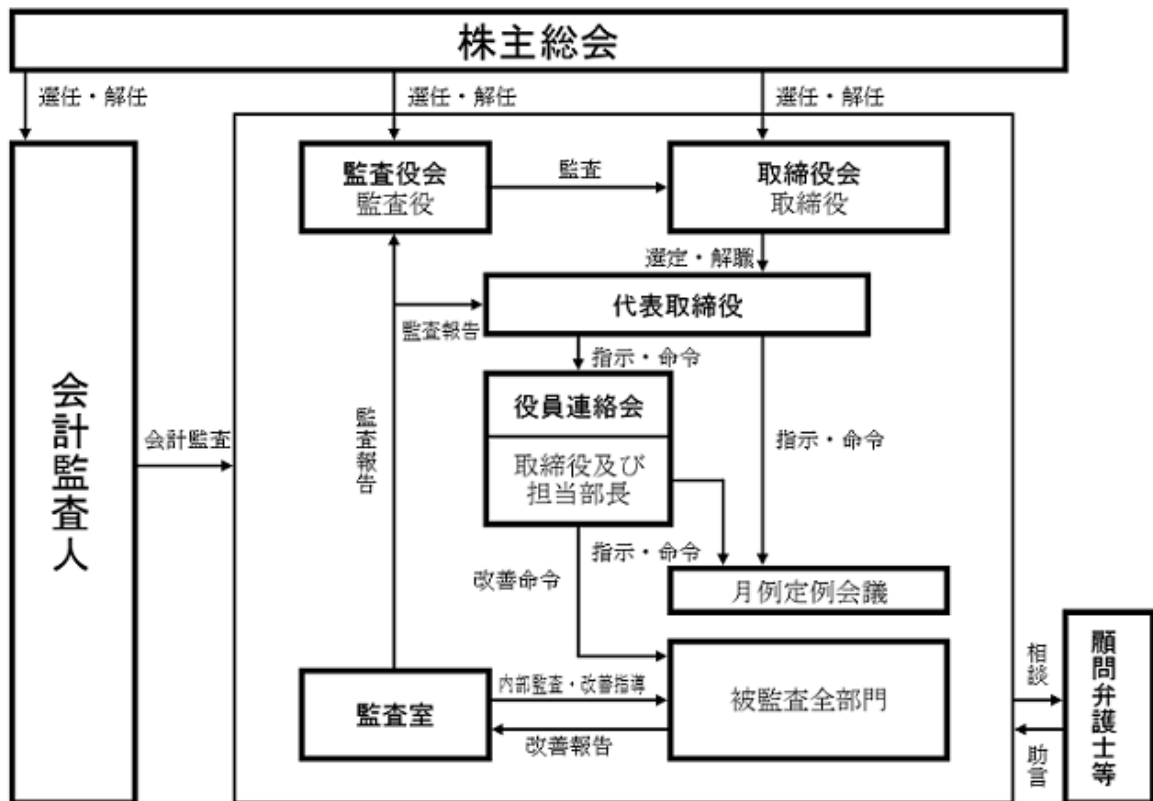 株主総会
選任・解任
選任・解任
選任・解任
監査役会
監査役
監査
取締役会
取締役
選定・解職
代表取締役
監査報告
指示・命令
役員連絡会
取締役及び
担当部長
指示・命令
監査報告
会計監査人
会計監査
指示・命令
改善命令
月例定例会議
監査室
内部監査・改善指導
改善報告
被監査全部門
相談
助言
顧問弁護士等